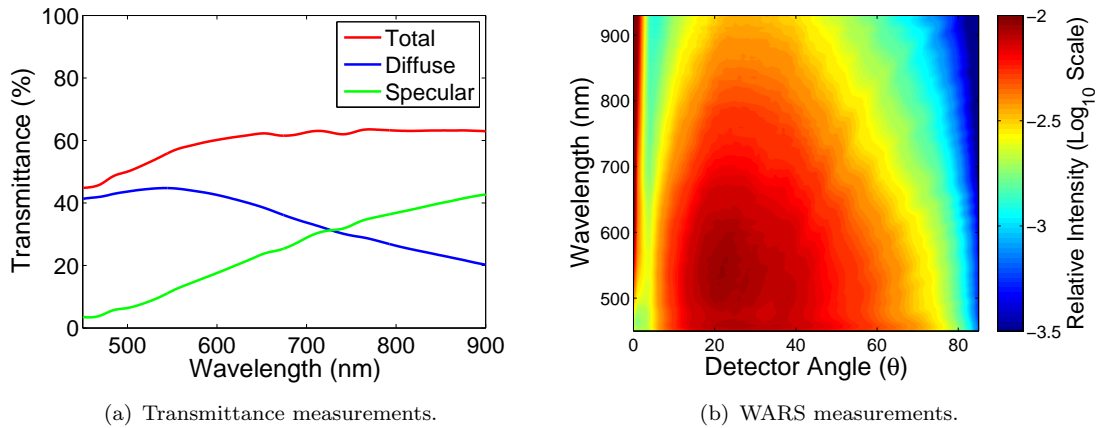 100
80
60
40
20
0
Transmittance (%)
500 600 700 800 900
Wavelength (nm)
Total
Diffuse
Specular
(a) Transmittance measurements.
900
800
700
600
500
Wavelength (nm)
0 20 40 60 80
Detector Angle (θ)
−2
−2.5
−3
−3.5
Relative Intensity (Log10 Scale)
(b) WARS measurements.